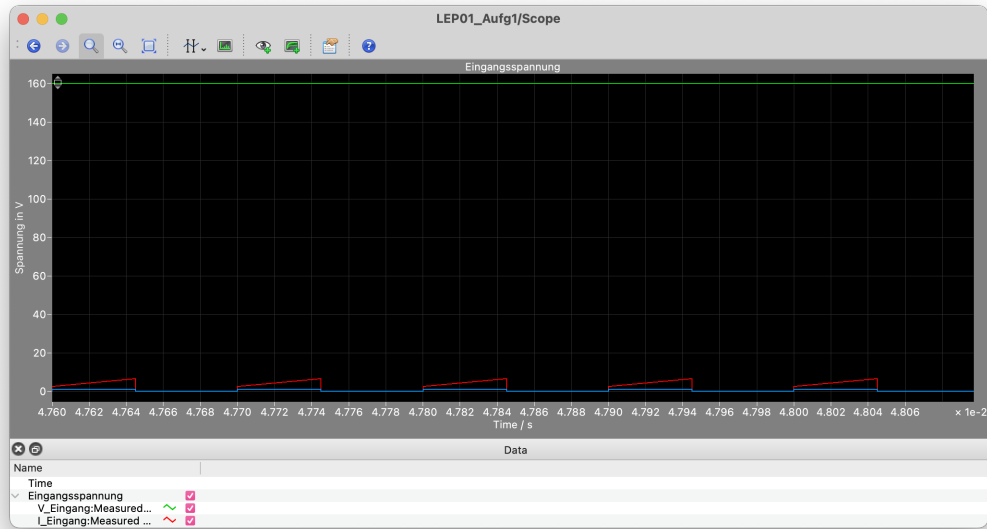 LEP01_Aufg1/Scope
Eingangsspannung
160
140
120
100
80
60
40
20
0
Spannung in V
4.760 4.762 4.764 4.766 4.768 4.770 4.772 4.774 4.776 4.778 4.780 4.782 4.784 4.786 4.788 4.790 4.792 4.794 4.796 4.798 4.800 4.802 4.804 4.806 × 1e-2
Time / s
Data
Name
Time
Eingangsspannung
V_Eingang:Measured...
I_Eingang:Measured ...